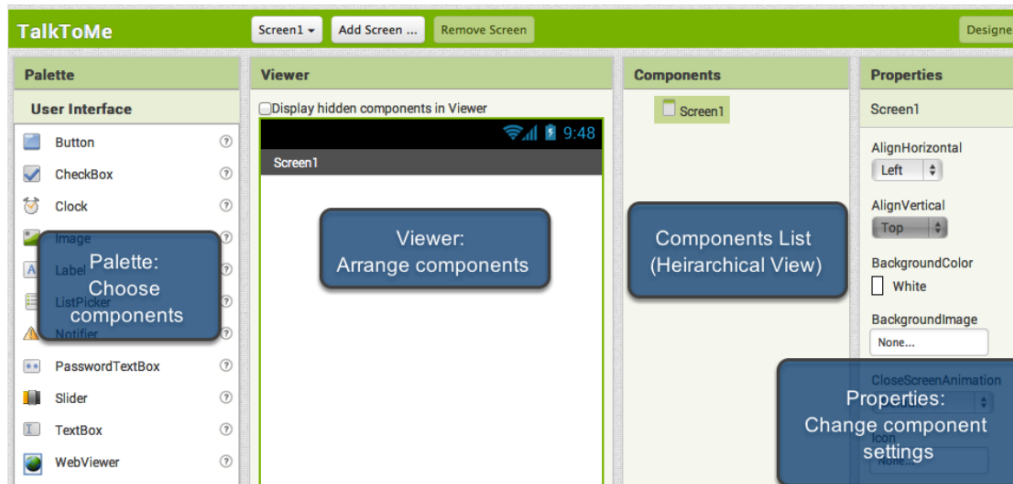 TalkToMe
Screen1
Add Screen ...
Remove Screen
Designe
Palette
User Interface
Button
CheckBox
Clock
Image
Label
ListPicker
Notifier
PasswordTextBox
Slider
TextBox
WebViewer
Palette:
Choose
components
Viewer
Display hidden components in Viewer
9:48
Screen1
Viewer:
Arrange components
Components
Screen1
Components List
(Heirarchical View)
Properties
Screen1
AlignHorizontal
Left
AlignVertical
Top
BackgroundColor
White
BackgroundImage
None...
CloseScreenAnimation
Default
Icon
None...
Properties:
Change component
settings